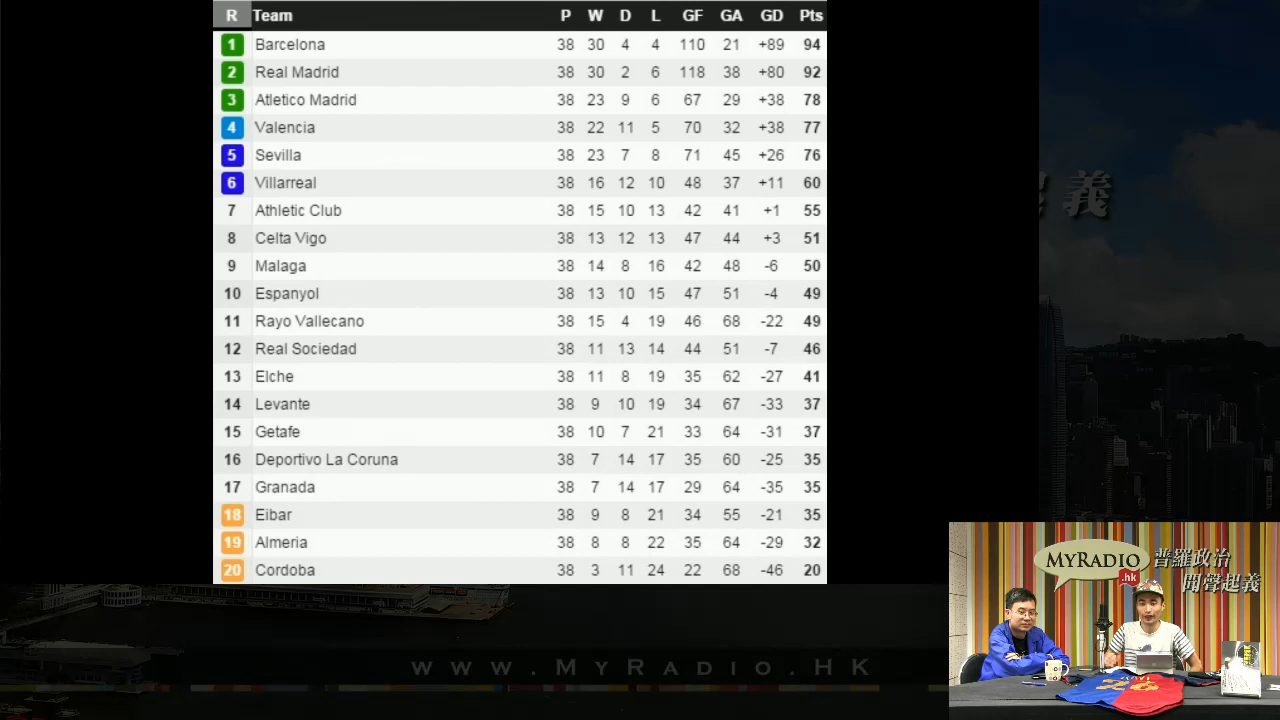 R Team P W D L GF GA GD Pts
1 Barcelona 38 30 4 4 110 21 +89 94
2 Real Madrid 38 30 2 6 118 38 +80 92
3 Atletico Madrid 38 23 9 6 67 29 +38 78
4 Valencia 38 22 11 5 70 32 +38 77
5 Sevilla 38 23 7 8 71 45 +26 76
6 Villarreal 38 16 12 10 48 37 +11 60
7 Athletic Club 38 15 10 13 42 41 +1 55
8 Celta Vigo 38 13 12 13 47 44 +3 51
9 Malaga 38 14 8 16 42 48 -6 50
10 Espanyol 38 13 10 15 47 51 -4 49
11 Rayo Vallecano 38 15 4 19 46 68 -22 49
12 Real Sociedad 38 11 13 14 44 51 -7 46
13 Elche 38 11 8 19 35 62 -27 41
14 Levante 38 9 10 19 34 67 -33 37
15 Getafe 38 10 7 21 33 64 -31 37
16 Deportivo La Coruna 38 7 14 17 35 60 -25 35
17 Granada 38 7 14 17 29 64 -35 35
18 Eibar 38 9 8 21 34 55 -21 35
19 Almeria 38 8 8 22 35 64 -29 32
20 Cordoba 38 3 11 24 22 68 -46 20
義
MYRADIO.hk
普羅政治
開聲起義
WWW.MYRADIO.HK